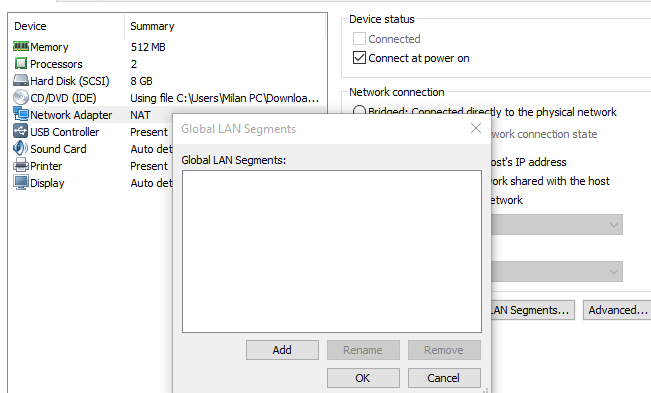 Device Summary
Memory 512 MB
Processors 2
Hard Disk (SCSI) 8 GB
CD/DVD (IDE) Using file C:\Users\Milan PC\Downloa...
Network Adapter NAT
USB Controller Present
Sound Card Auto det
Printer Present
Display Auto det
Device status
Connected
Connect at power on
Network connection
Bridged: Connected directly to the physical network
work connection state
ost's IP address
work shared with the host
etwork
LAN Segments...
Advanced...
Global LAN Segments
Global LAN Segments:
Add
Rename
Remove
OK
Cancel